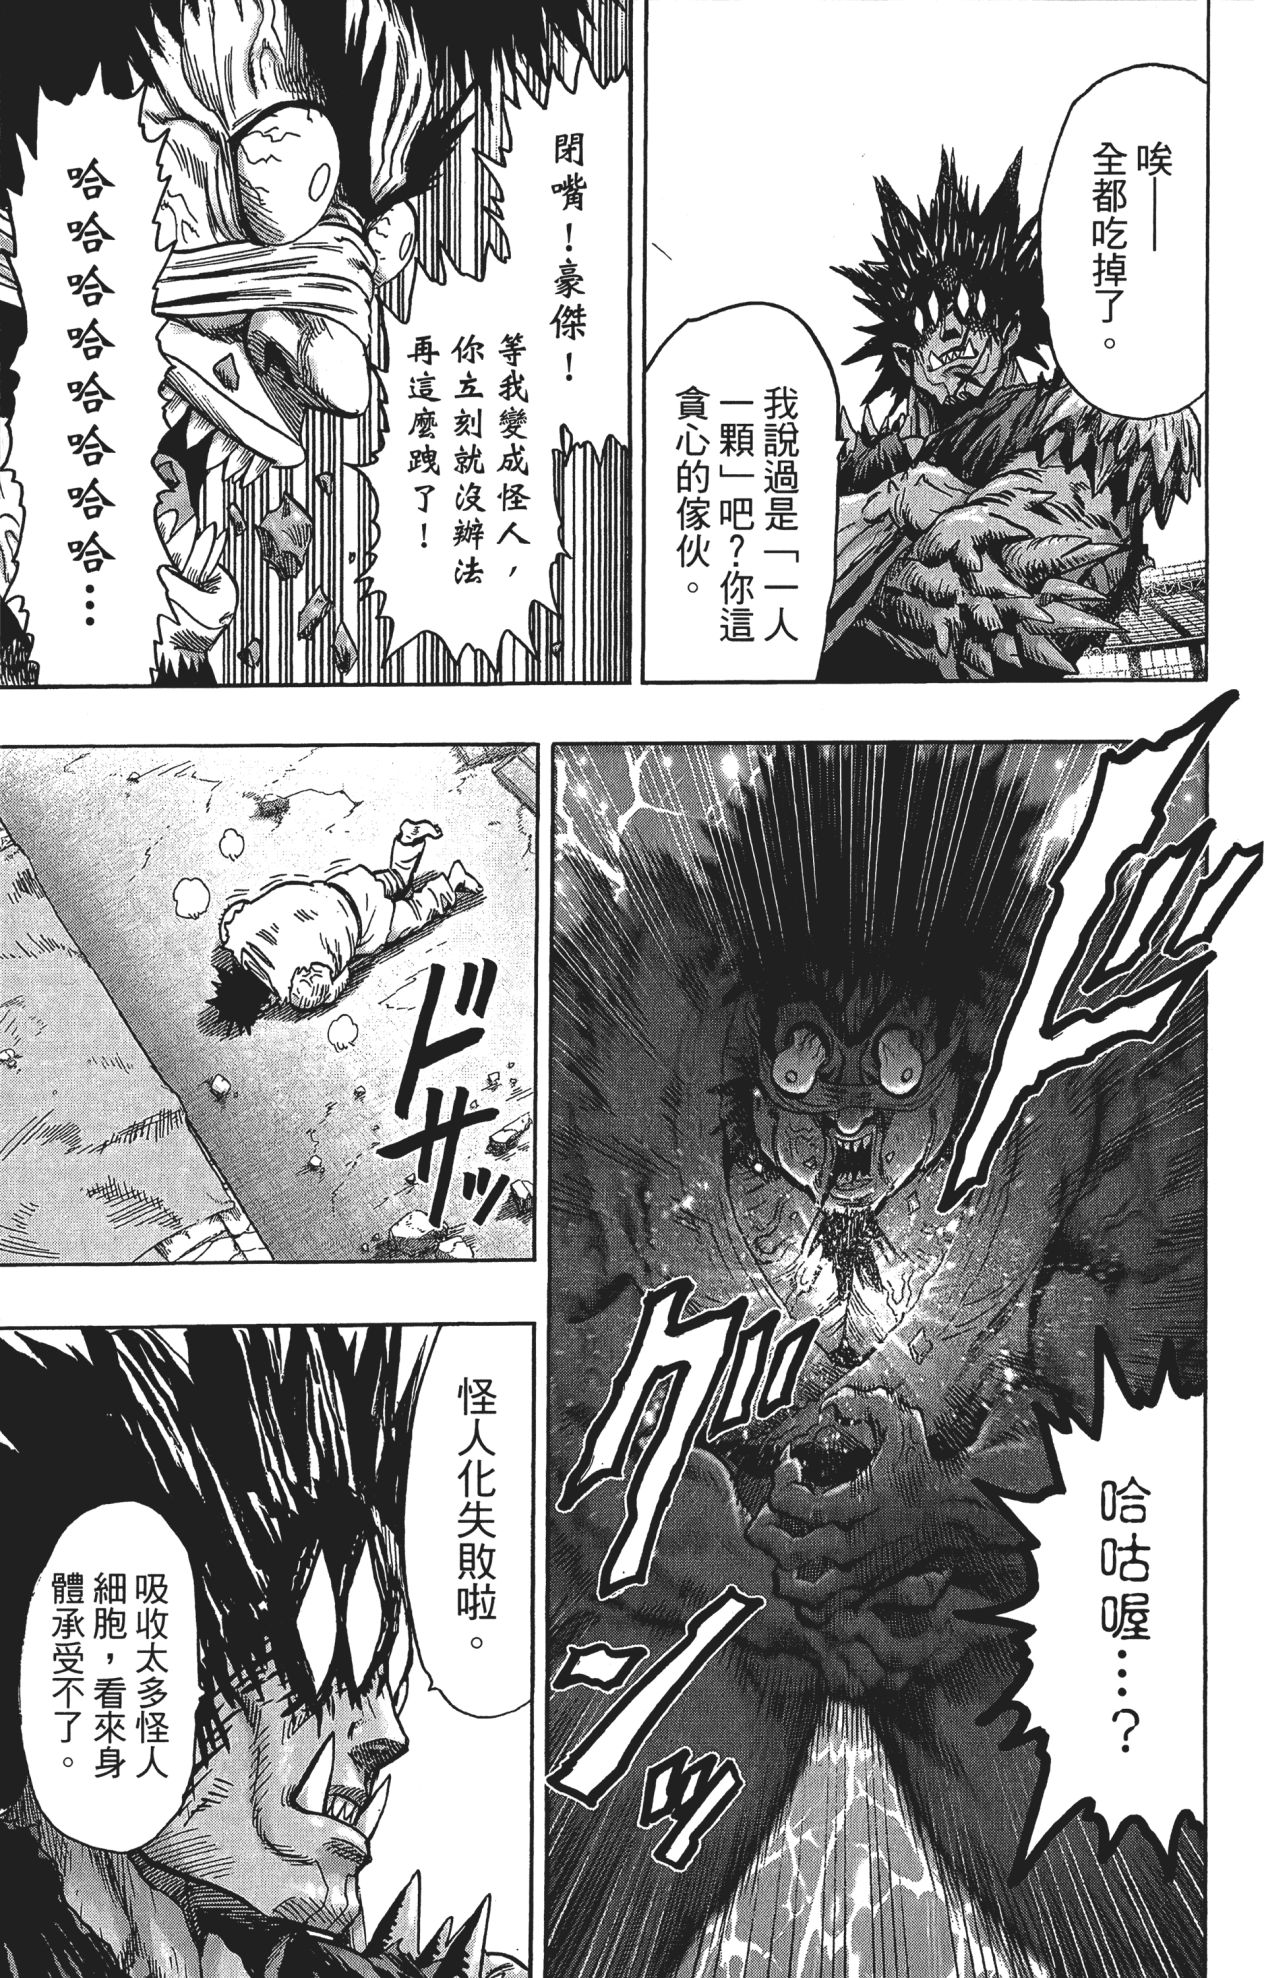 唉——
全都吃掉了。
我說過是「一人
一顆」吧？你這
貪心的傢伙。
閉嘴！豪傑！
等我變成怪人，
你立刻就沒辦法
再這麼跩了！
哈哈哈哈哈哈哈哈…
哈咕喔…？
ドサッ
怪人化失敗啦。
吸收太多怪人
細胞，看來身
體承受不了。